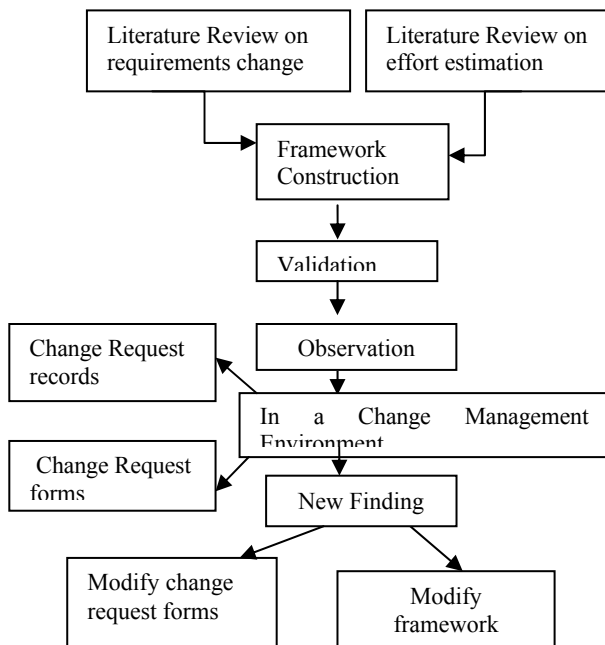 Literature Review on
requirements change
Literature Review on
effort estimation
Framework
Construction
Validation
Observation
Change Request
records
In a Change Management
Environment
Change Request
forms
New Finding
Modify change
request forms
Modify
framework